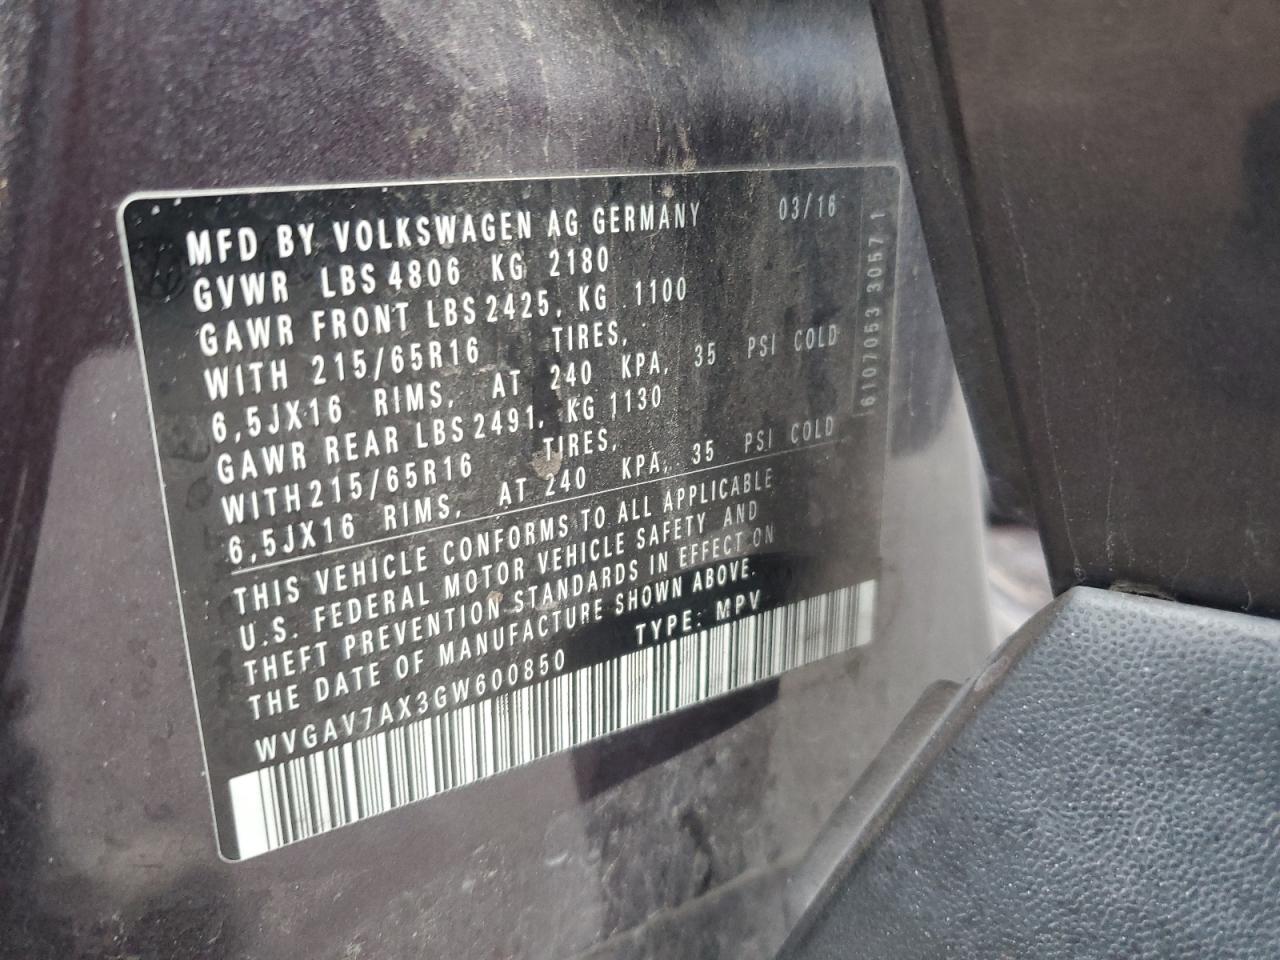 MFD BY VOLKSWAGEN AG GERMANY 03/16
GVWR LBS 4806 KG 2180
GAWR FRONT LBS 2425, KG 1100
WITH 215/65R16 TIRES,
6,5JX16 RIMS, AT 240 KPA, 35 PSI COLD
GAWR REAR LBS 2491, KG 1130
WITH 215/65R16 TIRES,
6,5JX16 RIMS, AT 240 KPA, 35 PSI COLD
THIS VEHICLE CONFORMS TO ALL APPLICABLE
U.S. FEDERAL MOTOR VEHICLE SAFETY AND
THEFT PREVENTION STANDARDS IN EFFECT ON
THE DATE OF MANUFACTURE SHOWN ABOVE.
WVGAV7AX3GW600850 TYPE: MPV
6107053 3057 1